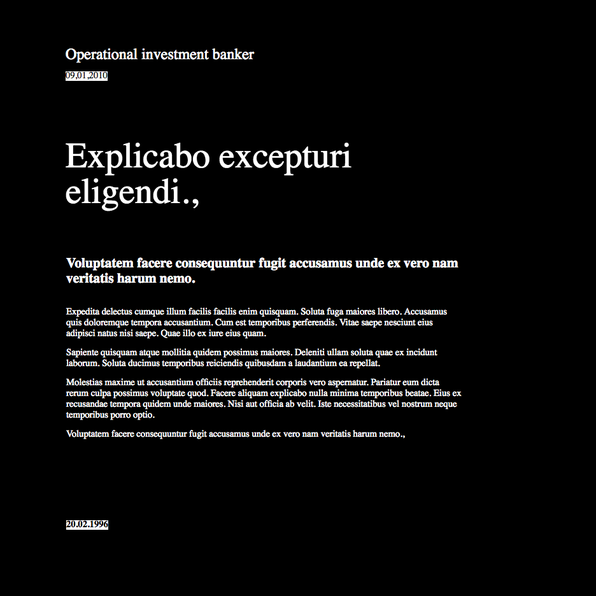 Operational investment banker
09.01.2010
Explicabo excepturi
eligendi.,
Voluptatem facere consequuntur fugit accusamus unde ex vero nam
veritatis harum nemo.
Expedita delectus cumque illum facilis facilis enim quisquam. Soluta fuga maiores libero. Accusamus
quis doloremque tempora accusantium. Cum est temporibus perferendis. Vitae saepe nesciunt eius
adipisci natus nisi saepe. Quae illo ex iure eius quam.
Sapiente quisquam atque mollitia quidem possimus maiores. Deleniti ullam soluta quae ex incidunt
laborum. Soluta ducimus temporibus reiciendis quibusdam a laudantium ea repellat.
Molestias maxime ut accusantium officiis reprehenderit corporis vero aspernatur. Pariatur eum dicta
rerum culpa possimus voluptate quod. Facere aliquam explicabo nulla minima temporibus beatae. Eius ex
recusandae tempora quidem unde maiores. Nisi aut officia ab velit. Iste necessitatibus vel nostrum neque
temporibus porro optio.
Voluptatem facere consequuntur fugit accusamus unde ex vero nam veritatis harum nemo.,
20.02.1996